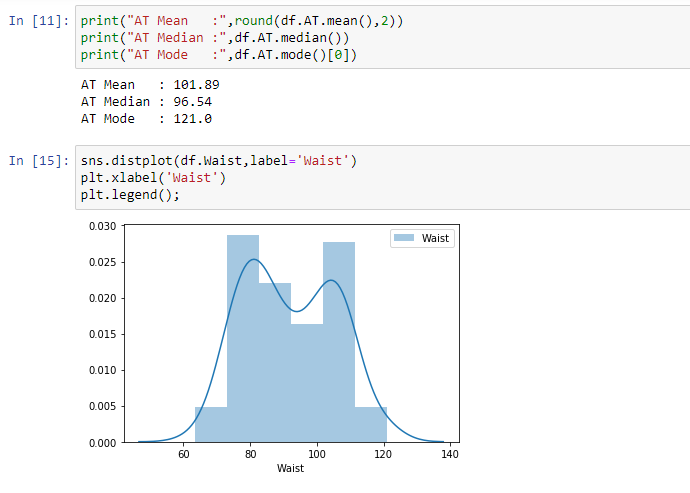 In [11]: print("AT Mean   :",round(df.AT.mean(),2))
print("AT Median :",df.AT.median())
print("AT Mode   :",df.AT.mode()[0])
AT Mean   : 101.89
AT Median : 96.54
AT Mode   : 121.0
In [15]: sns.distplot(df.Waist,label='Waist')
plt.xlabel('Waist')
plt.legend();
Waist
0.030
0.025
0.020
0.015
0.010
0.005
0.000
60 80 100 120 140
Waist